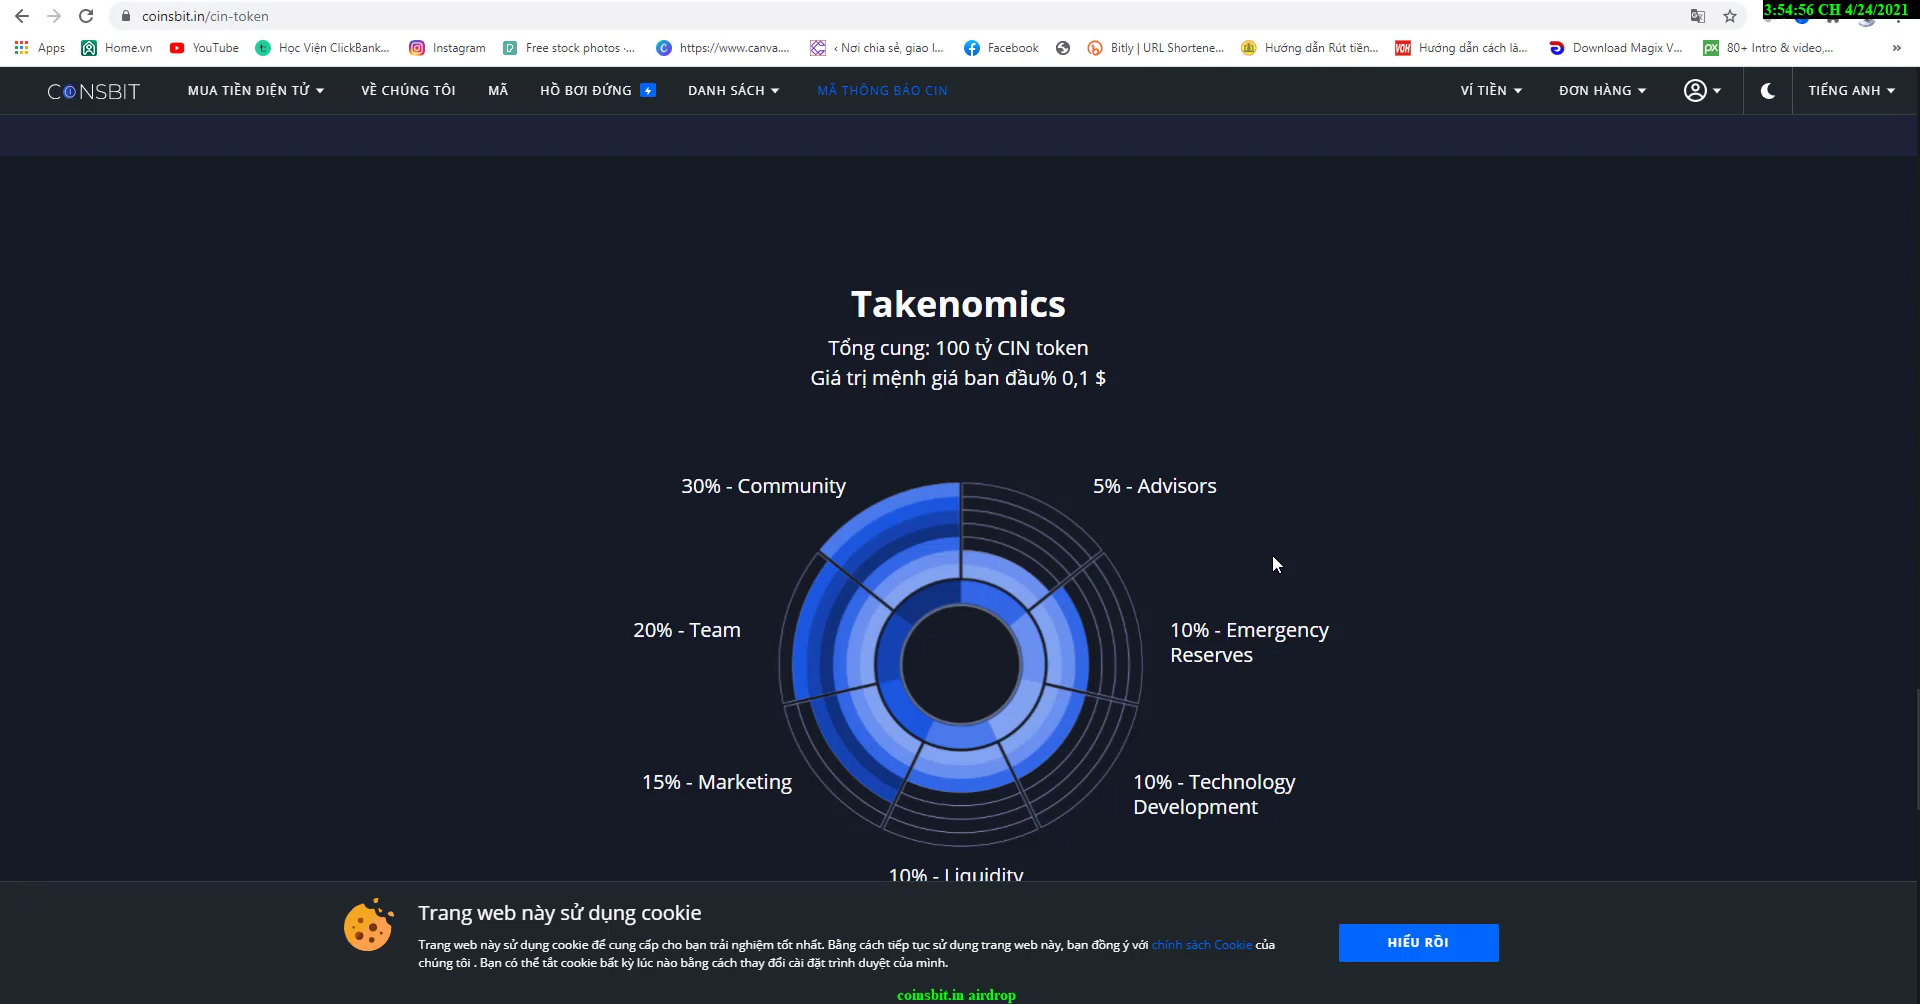 coinsbit.in/cin-token
3:54:56 CH 4/24/2021
Apps
Home.vn
YouTube
Học Viện ClickBank...
Instagram
Free stock photos ·...
https://www.canva....
‹ Nơi chia sẻ, giao l...
Facebook
Bitly | URL Shortene...
Hướng dẫn Rút tiền...
VOH
Hướng dẫn cách là...
Download Magix V...
px
80+ Intro & video,...
»
COINSBIT
MUA TIỀN ĐIỆN TỬ
VỀ CHÚNG TÔI
MÃ
HỒ BƠI ĐỨNG
DANH SÁCH
MÃ THÔNG BÁO CIN
VÍ TIỀN
ĐƠN HÀNG
TIẾNG ANH
Takenomics
Tổng cung: 100 tỷ CIN token
Giá trị mệnh giá ban đầu% 0,1 $
30% - Community
5% - Advisors
20% - Team
10% - Emergency
Reserves
15% - Marketing
10% - Technology
Development
10% - Liquidity
Trang web này sử dụng cookie
Trang web này sử dụng cookie để cung cấp cho bạn trải nghiệm tốt nhất. Bằng cách tiếp tục sử dụng trang web này, bạn đồng ý với chính sách Cookie của
chúng tôi . Bạn có thể tắt cookie bất kỳ lúc nào bằng cách thay đổi cài đặt trình duyệt của mình.
HIỂU RỒI
coinsbit.in airdrop